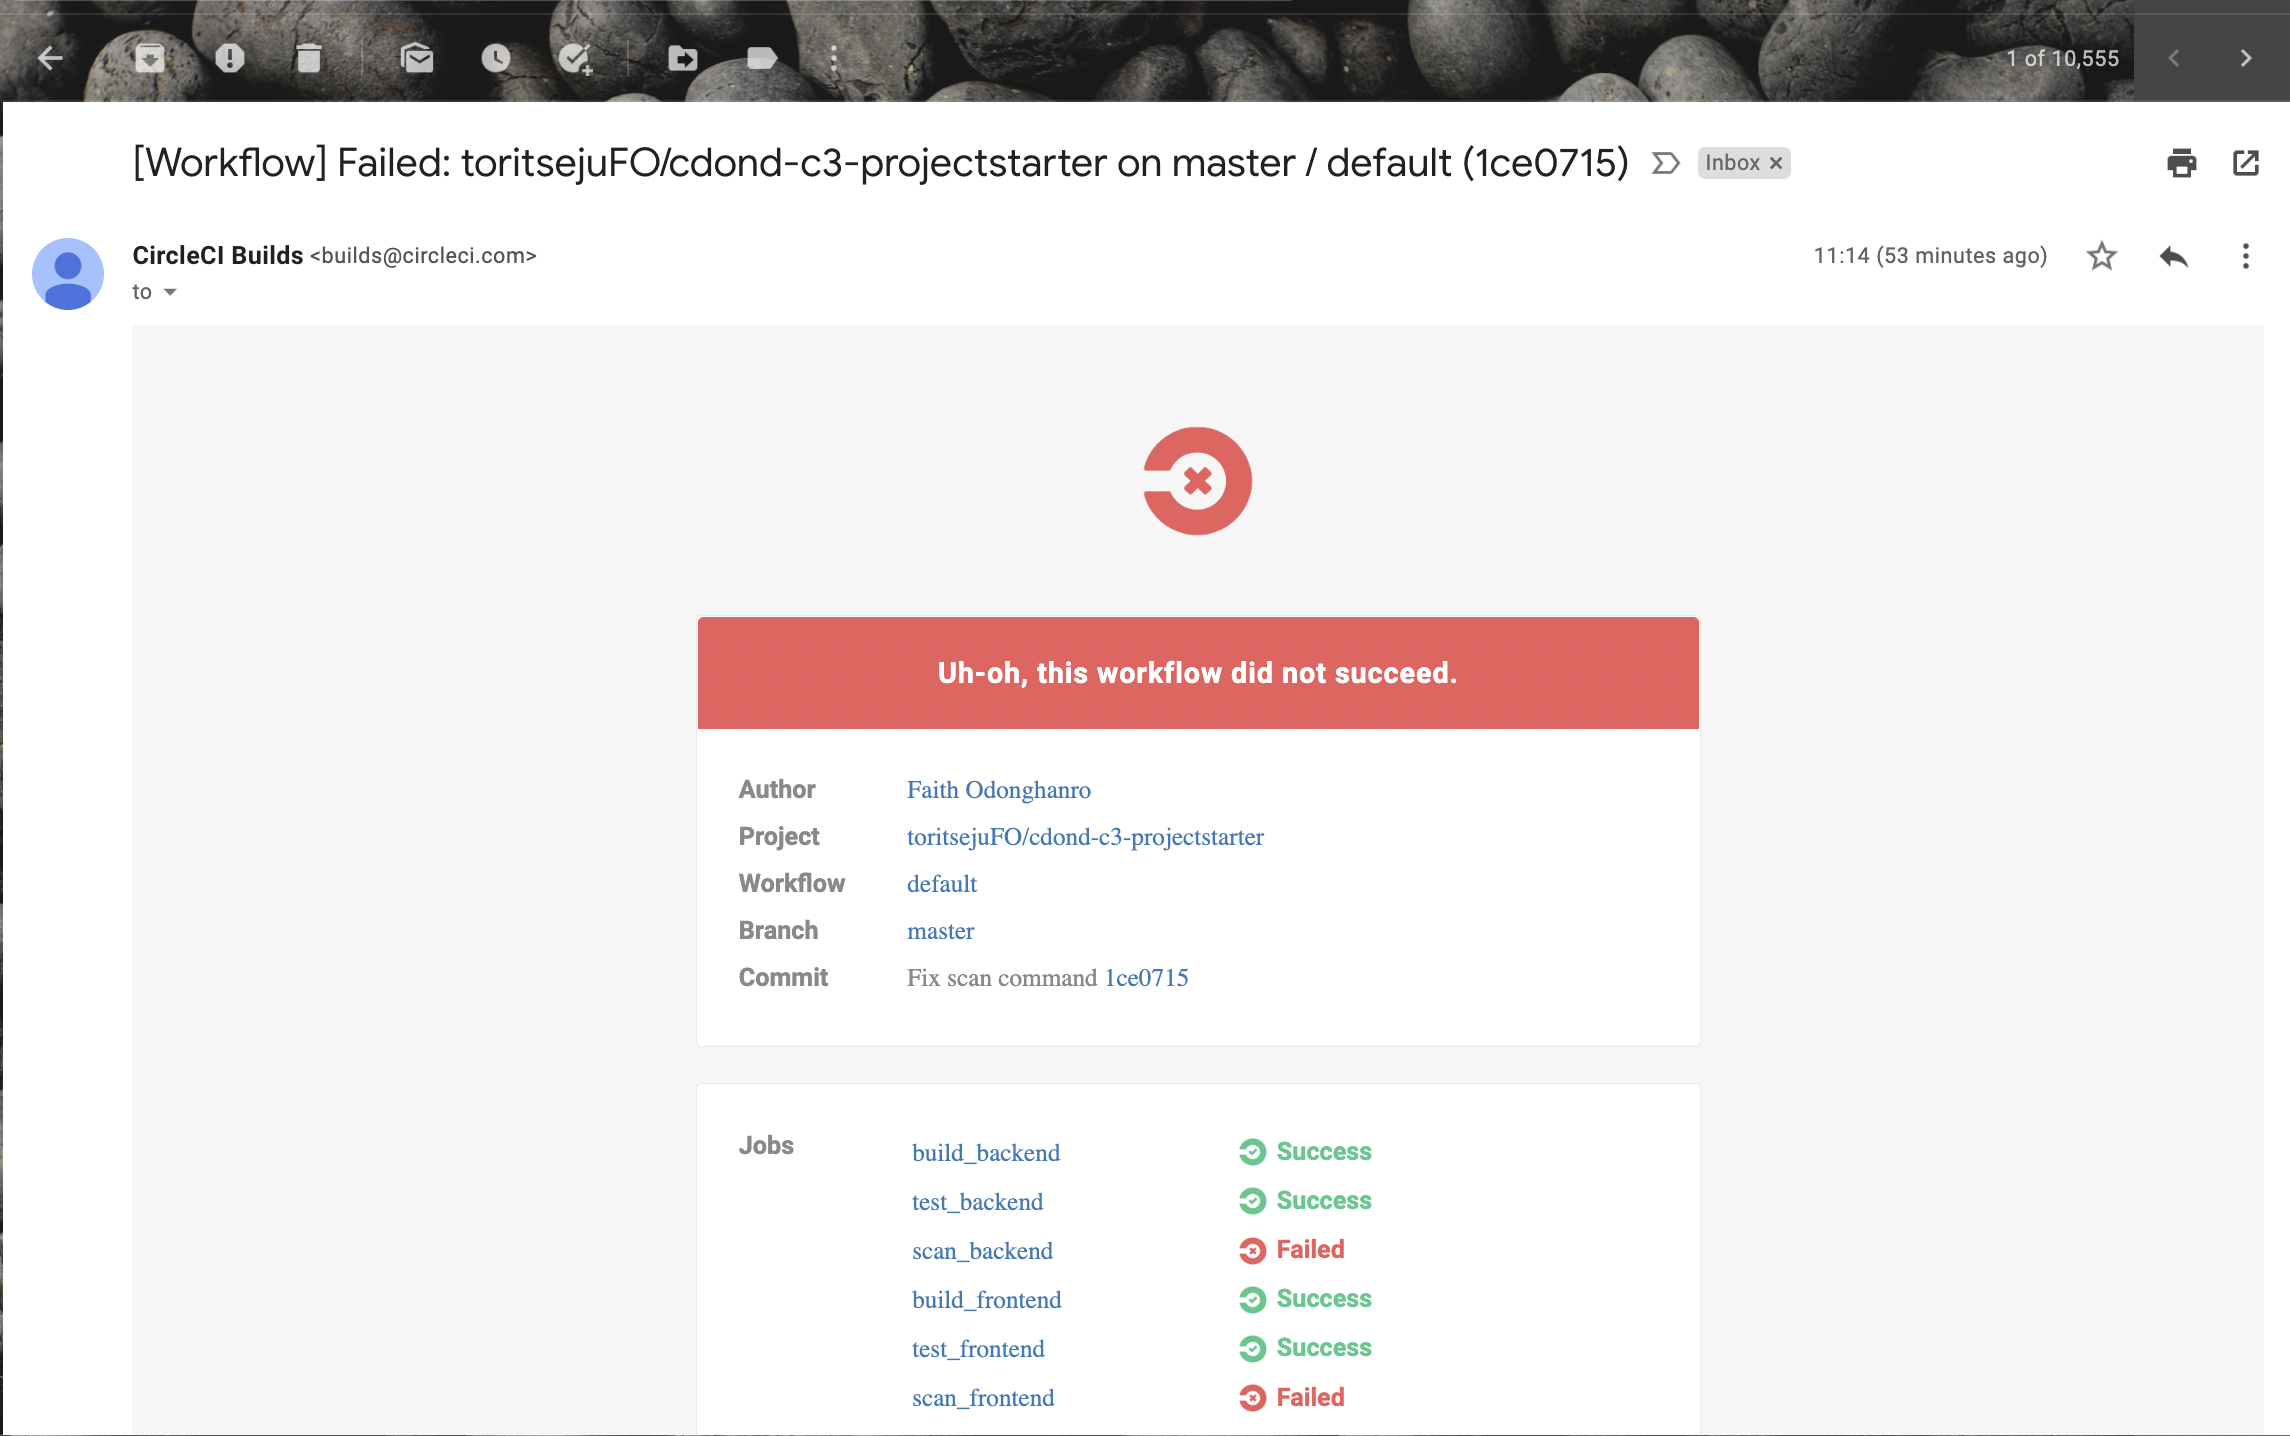 1 of 10,555
[Workflow] Failed: toritsejuFO/cdond-c3-projectstarter on master / default (1ce0715)
Inbox ×
CircleCI Builds <builds@circleci.com>
11:14 (53 minutes ago)
to
Uh-oh, this workflow did not succeed.
Author Faith Odonghanro
Project toritsejuFO/cdond-c3-projectstarter
Workflow default
Branch master
Commit Fix scan command 1ce0715
Jobs build_backend Success
test_backend Success
scan_backend Failed
build_frontend Success
test_frontend Success
scan_frontend Failed